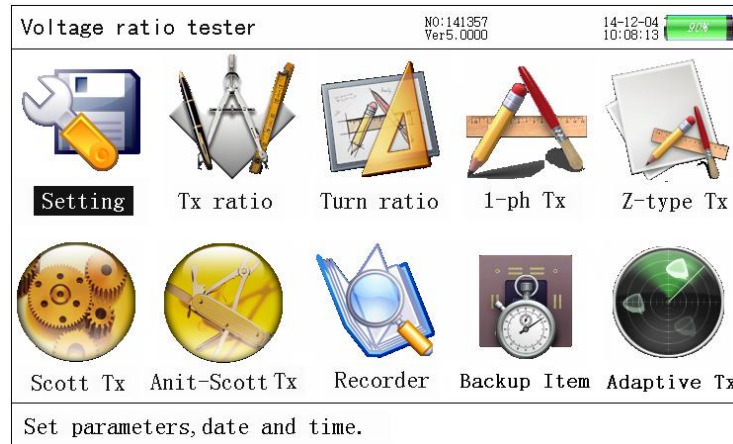 Voltage ratio tester
NO:141357
Ver5.0000
14-12-04
10:08:13
90%
Setting
Tx ratio
Turn ratio
1-ph Tx
Z-type Tx
Scott Tx
Anit-Scott Tx
Recorder
Backup Item
Adaptive Tx
Set parameters,date and time.